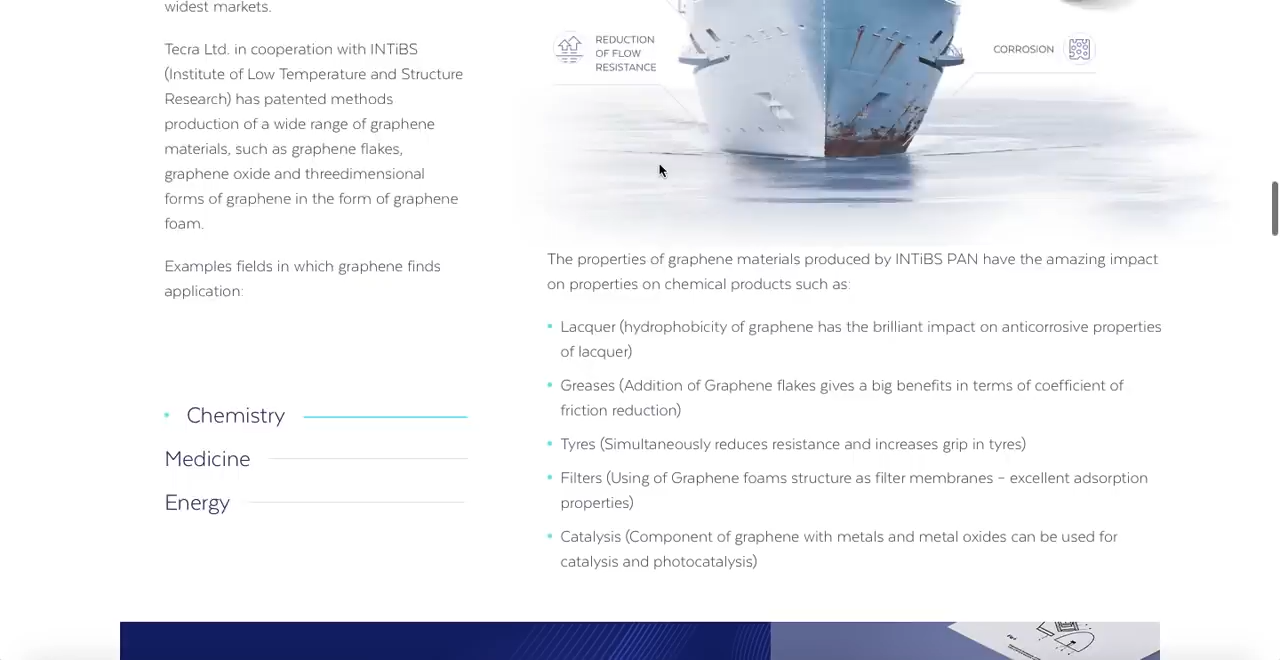 widest markets.
Tecra Ltd. in cooperation with INTiBS
(Institute of Low Temperature and Structure
Research) has patented methods
production of a wide range of graphene
materials, such as graphene flakes,
graphene oxide and threedimensional
forms of graphene in the form of graphene
foam.
Examples fields in which graphene finds
application:
Chemistry
Medicine
Energy
REDUCTION
OF FLOW
RESISTANCE
CORROSION
The properties of graphene materials produced by INTiBS PAN have the amazing impact
on properties on chemical products such as:
Lacquer (hydrophobicity of graphene has the brilliant impact on anticorrosive properties
of lacquer)
Greases (Addition of Graphene flakes gives a big benefits in terms of coefficient of
friction reduction)
Tyres (Simultaneously reduces resistance and increases grip in tyres)
Filters (Using of Graphene foams structure as filter membranes – excellent adsorption
properties)
Catalysis (Component of graphene with metals and metal oxides can be used for
catalysis and photocatalysis)